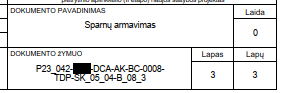 DOKUMENTO PAVADINIMAS
Laida
Sparnų armavimas
0
DOKUMENTO ŽYMUO
Lapas
Lapų
P23_042- -DCA-AK-BC-0008-
TDP-SK_05_04-B_08_3
3
3